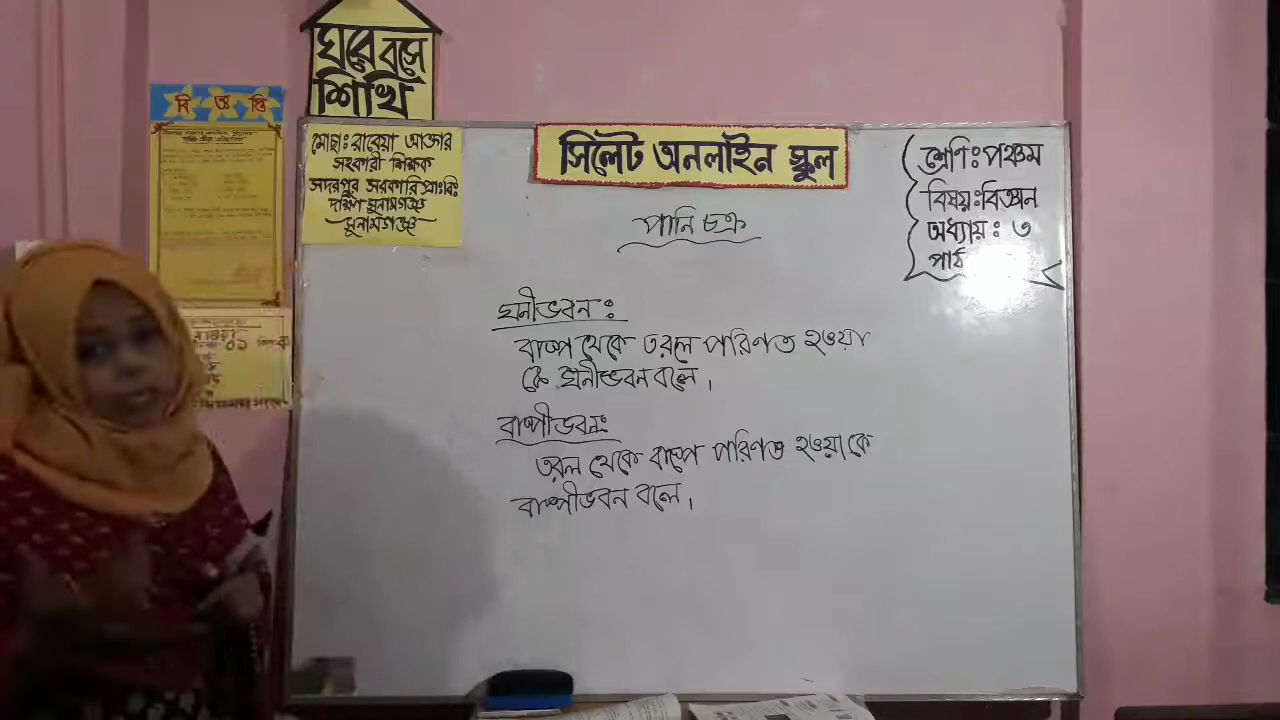 ঘরে বসে
শিখি
বি অ প্তি
মোছাঃ রাবেয়া আক্তার
সহকারী শিক্ষক
সদরপুর সরকারি প্রাঃ বিঃ
দক্ষিণ সুনামগঞ্জ
সুনামগঞ্জ
সিলেট অনলাইন স্কুল
শ্রেণিঃ পঞ্চম
বিষয়ঃ বিজ্ঞান
অধ্যায়ঃ ৩
পাঠ
পানি চক্র
ঘনীভবন ঃ
বাষ্প থেকে তরলে পরিণত হওয়া
কে ঘনীভবন বলে।
বাষ্পীভবনঃ
তরল থেকে বাষ্পে পরিণত হওয়াকে
বাষ্পীভবন বলে।